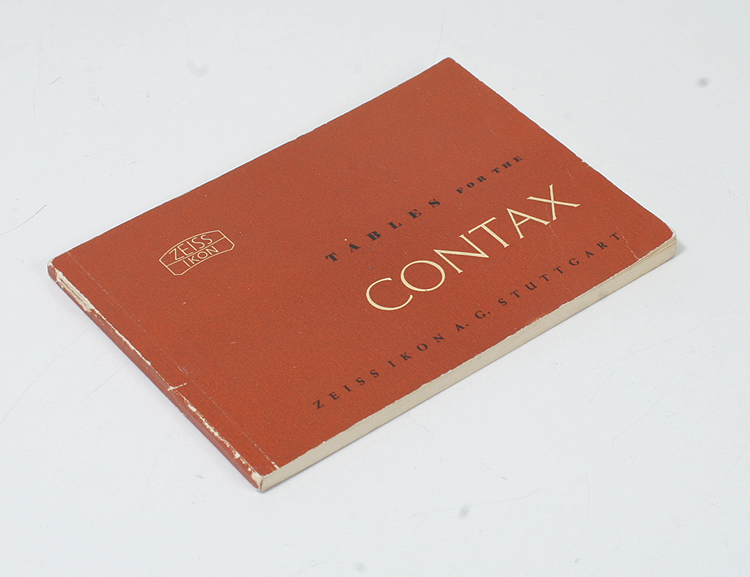 ZEISS
IKON
TABLES FOR THE
CONTAX
ZEISS IKON A. G. STUTTGART